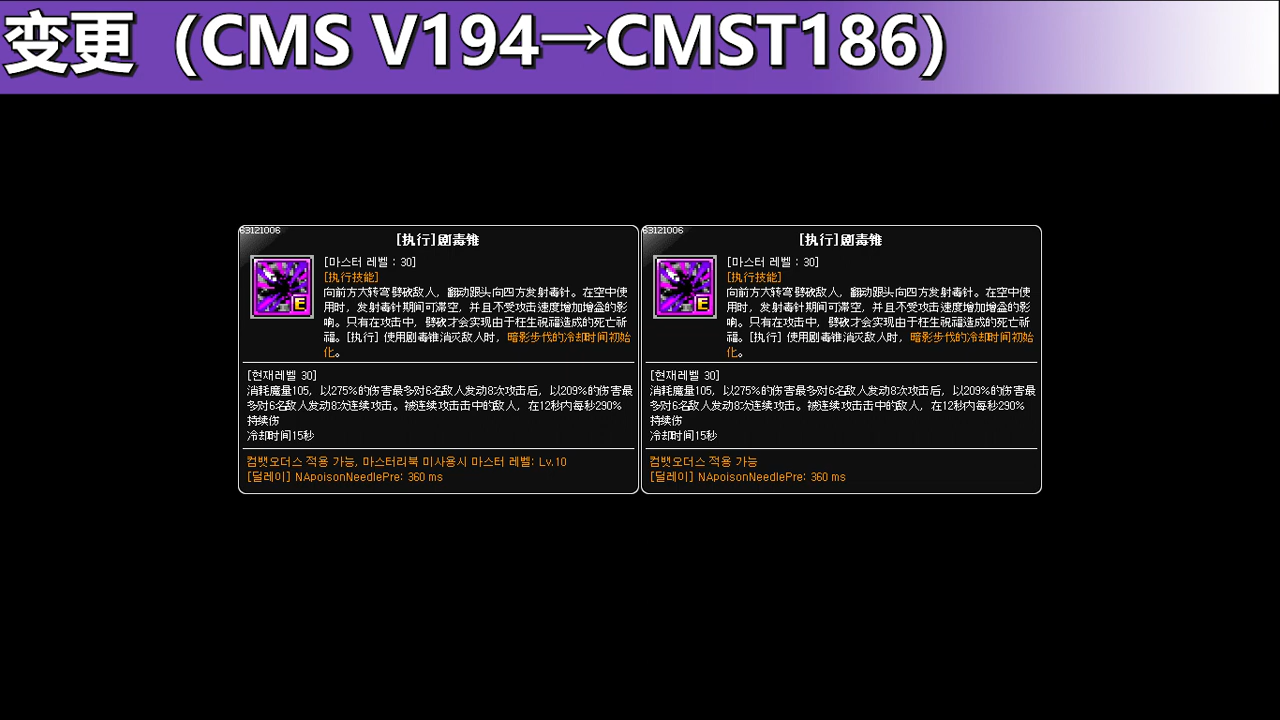 变更（CMS V194→CMST186）
63121006
[执行]剧毒锥
[마스터 레벨 : 30]
[执行技能]
向前方大转弯劈砍敌人，翻动跟头向四方发射毒针。在空中使
用时，发射毒针期间可滞空，并且不受攻击速度增加增益的影
响。只有在攻击中，劈砍才会实现由于枉生祝福造成的死亡祈
福。[执行] 使用剧毒锥消灭敌人时，暗影步伐的冷却时间初始
化。
[현재레벨 30]
消耗魔量105，以275%的伤害最多对6名敌人发动8次攻击后，以209%的伤害最
多对6名敌人发动8次连续攻击。被连续攻击击中的敌人，在12秒内每秒290%
持续伤
冷却时间15秒
컴뱃오더스 적용 가능, 마스터리북 미사용시 마스터 레벨: Lv.10
[딜레이] NApoisonNeedlePre: 360 ms
63121006
[执行]剧毒锥
[마스터 레벨 : 30]
[执行技能]
向前方大转弯劈砍敌人，翻动跟头向四方发射毒针。在空中使
用时，发射毒针期间可滞空，并且不受攻击速度增加增益的影
响。只有在攻击中，劈砍才会实现由于枉生祝福造成的死亡祈
福。[执行] 使用剧毒锥消灭敌人时，暗影步伐的冷却时间初始
化。
[현재레벨 30]
消耗魔量105，以275%的伤害最多对6名敌人发动8次攻击后，以209%的伤害最
多对6名敌人发动8次连续攻击。被连续攻击击中的敌人，在12秒内每秒290%
持续伤
冷却时间15秒
컴뱃오더스 적용 가능
[딜레이] NApoisonNeedlePre: 360 ms